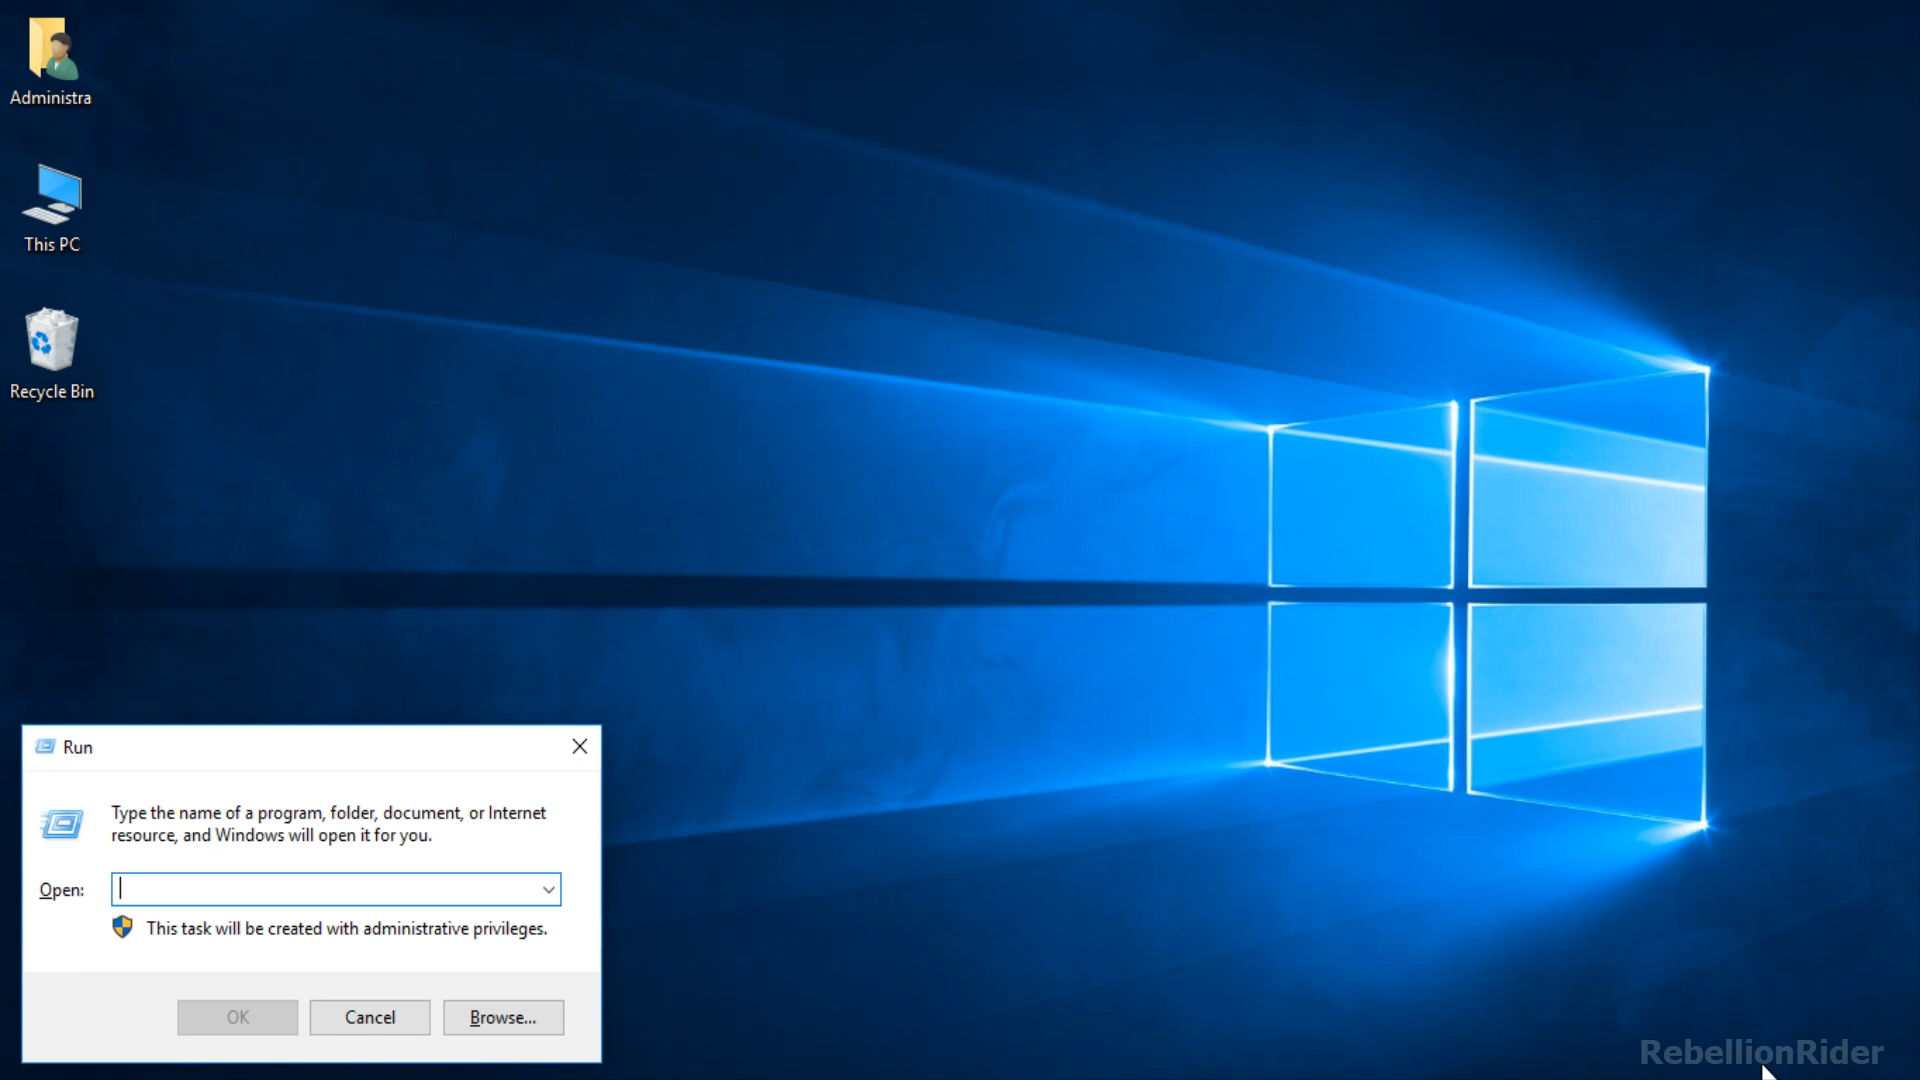 Administra
This PC
Recycle Bin
Run
Type the name of a program, folder, document, or Internet
resource, and Windows will open it for you.
Open:
This task will be created with administrative privileges.
OK
Cancel
Browse...
RebellionRider